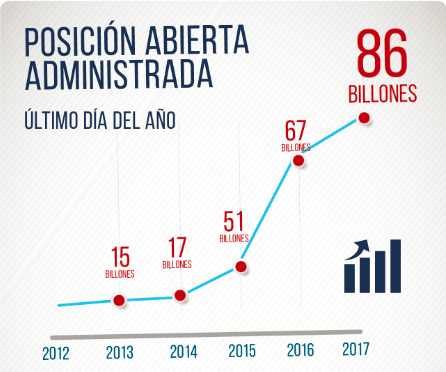 POSICIÓN ABIERTA
ADMINISTRADA
ÚLTIMO DÍA DEL AÑO
86
BILLONES
67
BILLONES
51
BILLONES
17
BILLONES
15
BILLONES
2012 2013 2014 2015 2016 2017